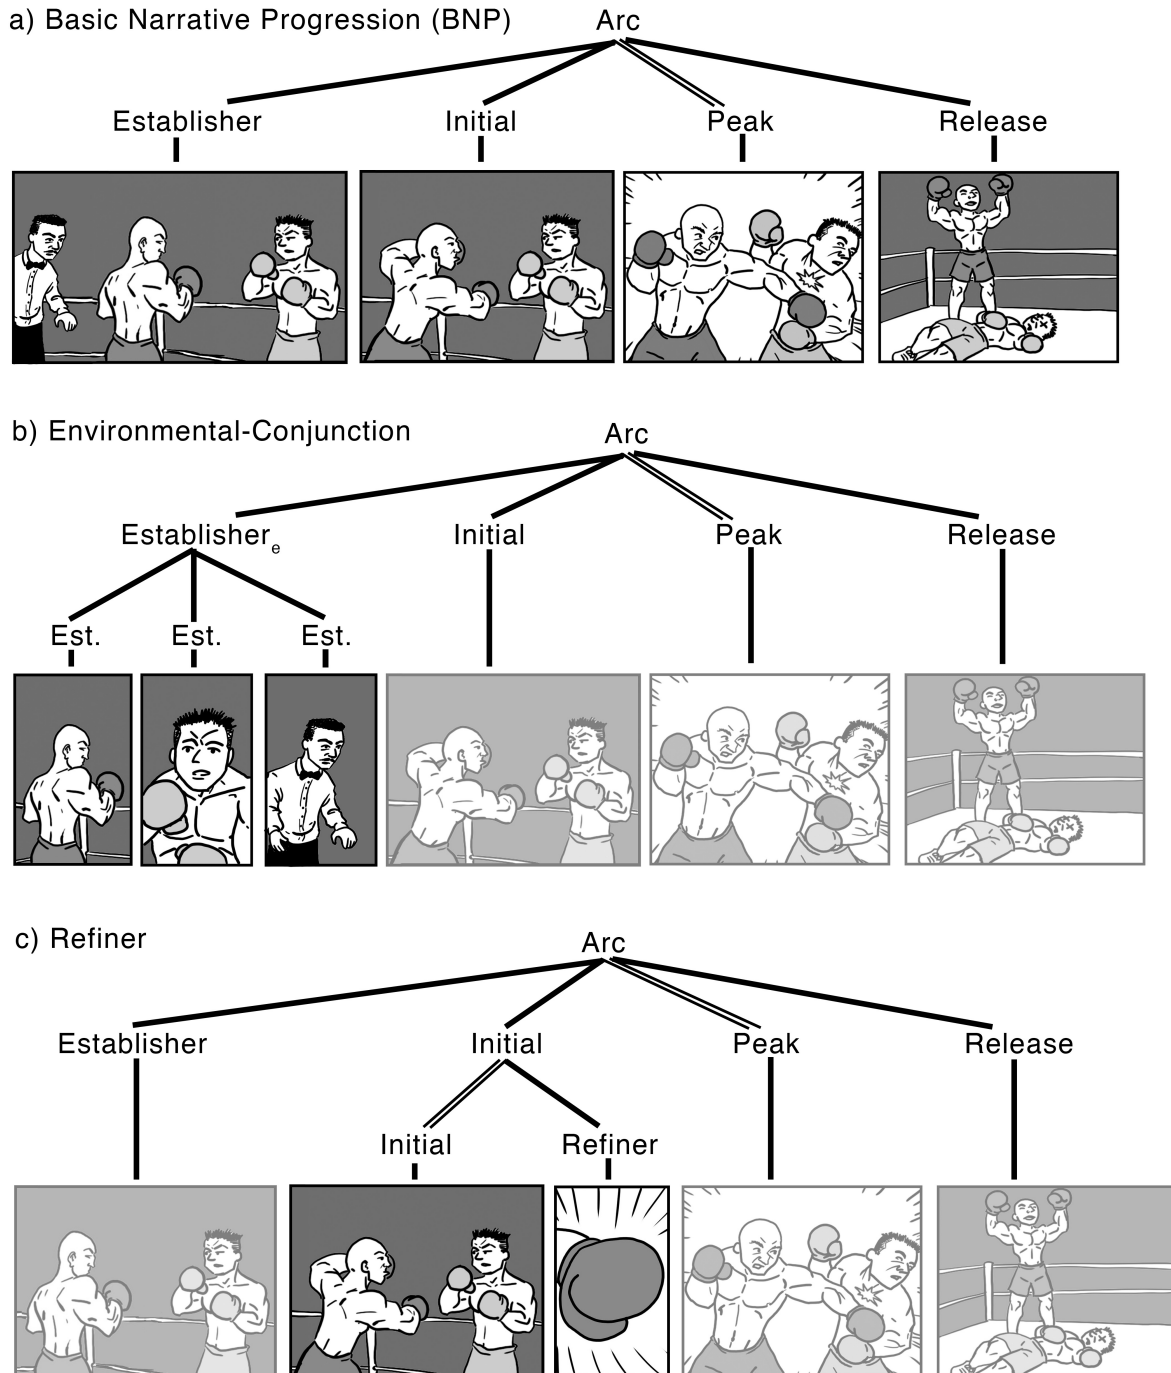 a) Basic Narrative Progression (BNP)
Arc
Establisher Initial Peak Release
b) Environmental-Conjunction
Arc
Establisher e Initial Peak Release
Est. Est. Est.
c) Refiner
Arc
Establisher Initial Peak Release
Initial Refiner